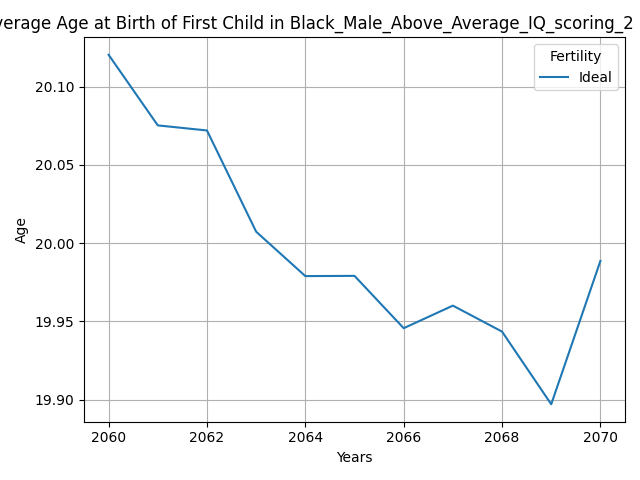 verage Age at Birth of First Child in Black_Male_Above_Average_IQ_scoring_2
Fertility
Ideal
20.10
20.05
20.00
19.95
19.90
Age
2060 2062 2064 2066 2068 2070
Years